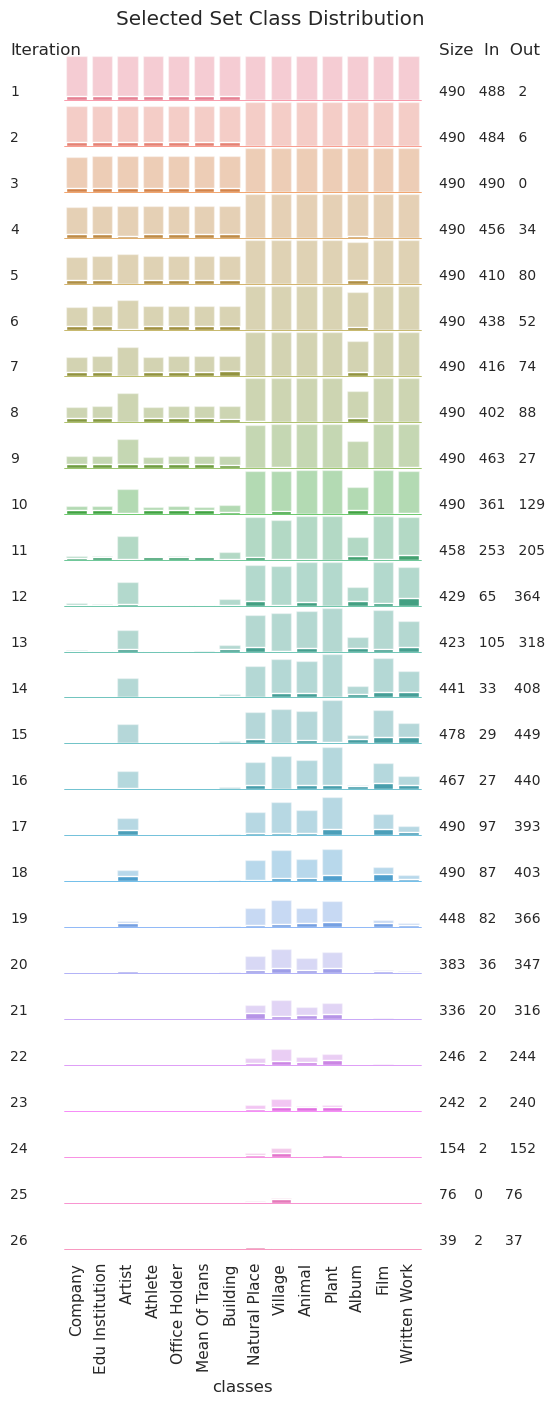 Selected Set Class Distribution
Iteration Size In Out
1 490 488 2
2 490 484 6
3 490 490 0
4 490 456 34
5 490 410 80
6 490 438 52
7 490 416 74
8 490 402 88
9 490 463 27
10 490 361 129
11 458 253 205
12 429 65 364
13 423 105 318
14 441 33 408
15 478 29 449
16 467 27 440
17 490 97 393
18 490 87 403
19 448 82 366
20 383 36 347
21 336 20 316
22 246 2 244
23 242 2 240
24 154 2 152
25 76 0 76
26 39 2 37
Company
Edu Institution
Artist
Athlete
Office Holder
Mean Of Trans
Building
Natural Place
Village
Animal
Plant
Album
Film
Written Work
classes